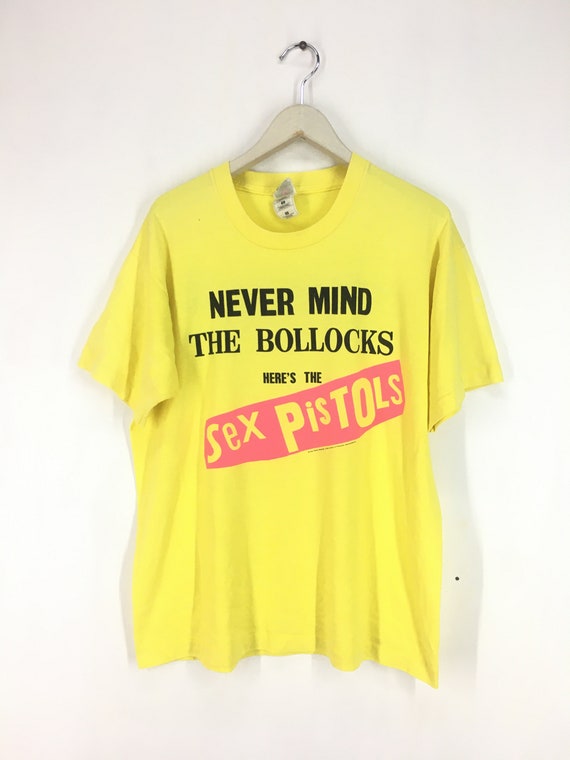 NEVER MIND
THE BOLLOCKS
HERE'S THE
SeX PiSTOLS